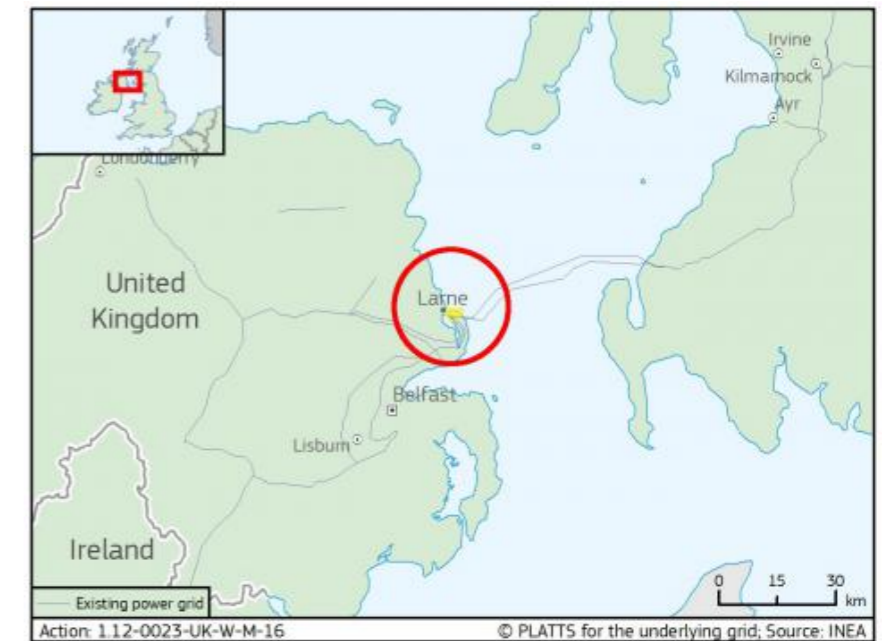 Irvine
Kilmarnock
Ayr
Londonderry
United
Kingdom
Larne
Belfast
Lisburn
Ireland
0 15 30
km
Existing power grid
Action: 1.12-0023-UK-W-M-16 © PLATTS for the underlying grid; Source: INEA